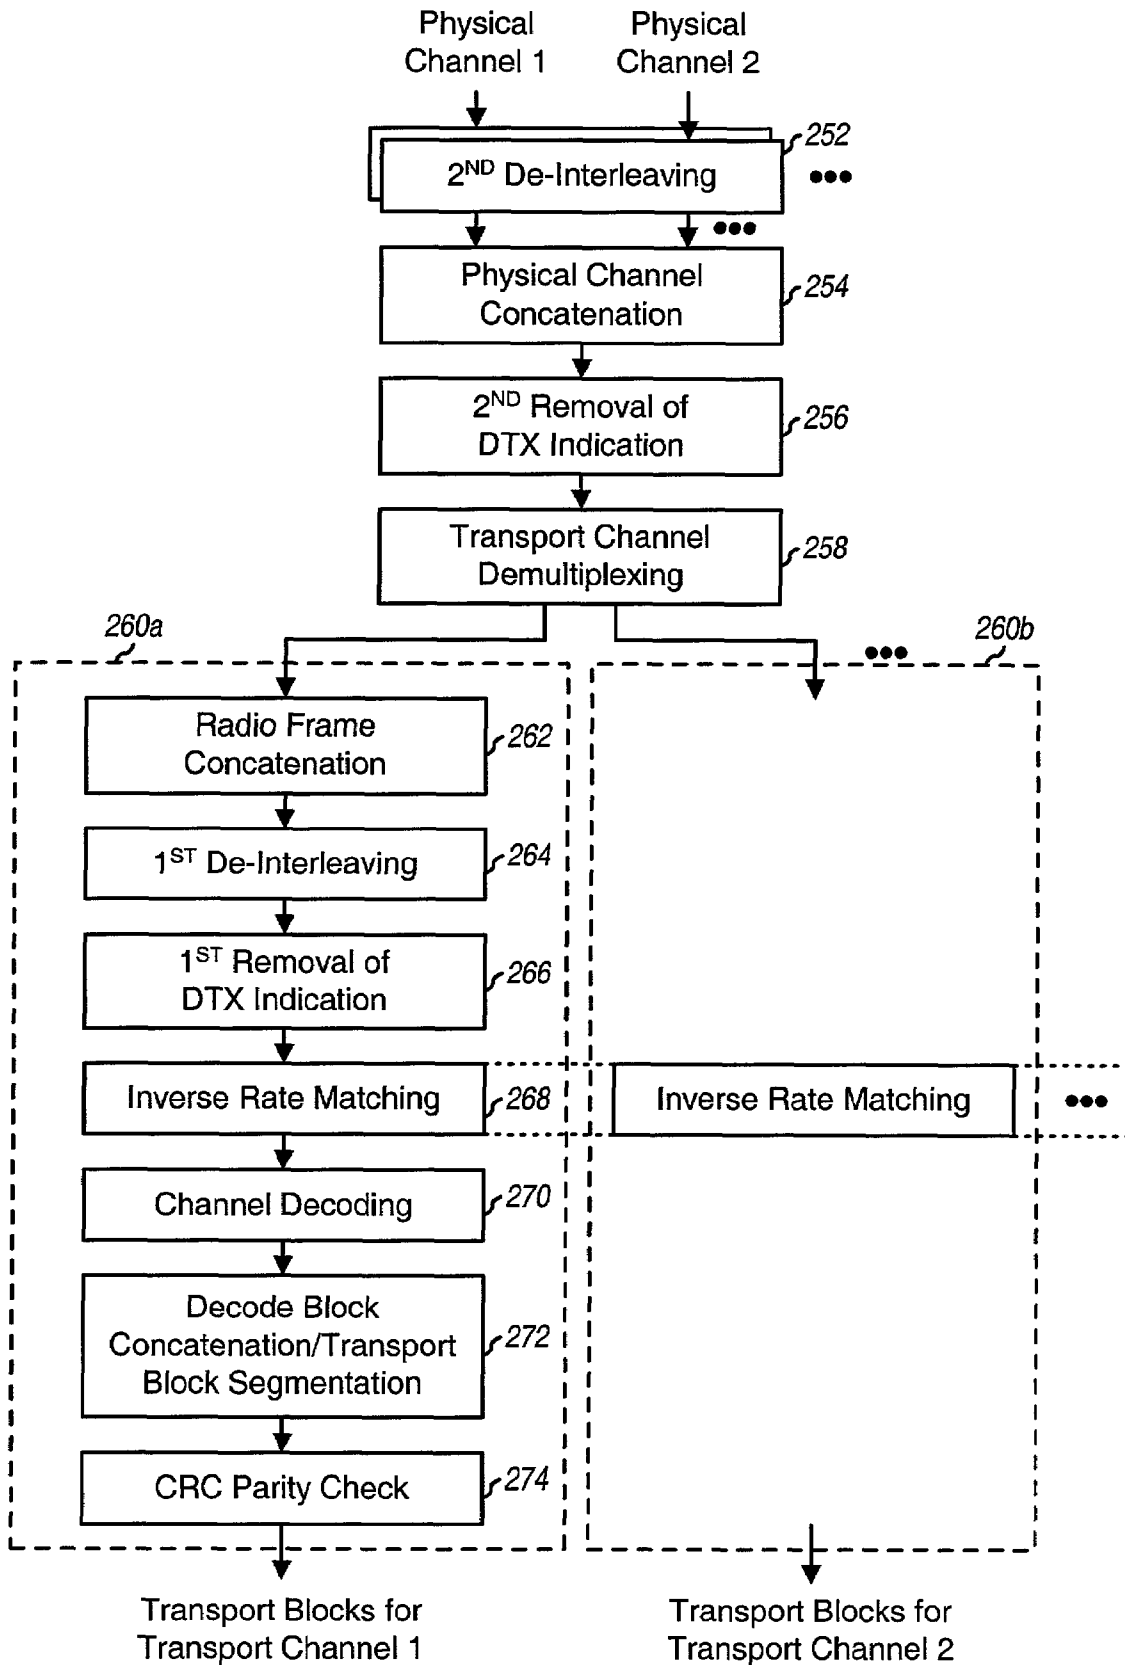 Physical
Channel 1
Physical
Channel 2
252
2ND De-Interleaving
Physical Channel
Concatenation
254
2ND Removal of
DTX Indication
256
Transport Channel
Demultiplexing
258
260a
260b
Radio Frame
Concatenation
262
1ST De-Interleaving
264
1ST Removal of
DTX Indication
266
Inverse Rate Matching
268
Inverse Rate Matching
Channel Decoding
270
Decode Block
Concatenation/Transport
Block Segmentation
272
CRC Parity Check
274
Transport Blocks for
Transport Channel 1
Transport Blocks for
Transport Channel 2